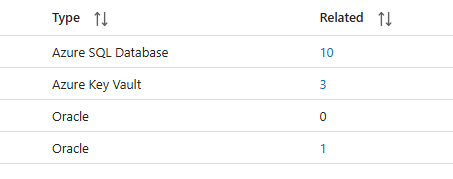 Type Related
Azure SQL Database 10
Azure Key Vault 3
Oracle 0
Oracle 1